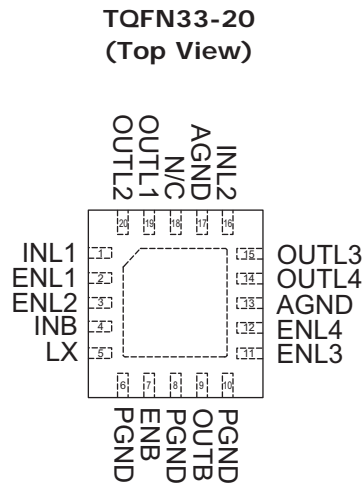 TQFN33-20
(Top View)
OUTL2
OUTL1
N/C
AGND
INL2
20
19
18
17
16
INL1 1
ENL1 2
ENL2 3
INB 4
LX 5
15 OUTL3
14 OUTL4
13 AGND
12 ENL4
11 ENL3
6
7
8
9
10
PGND
ENB
PGND
OUTB
PGND